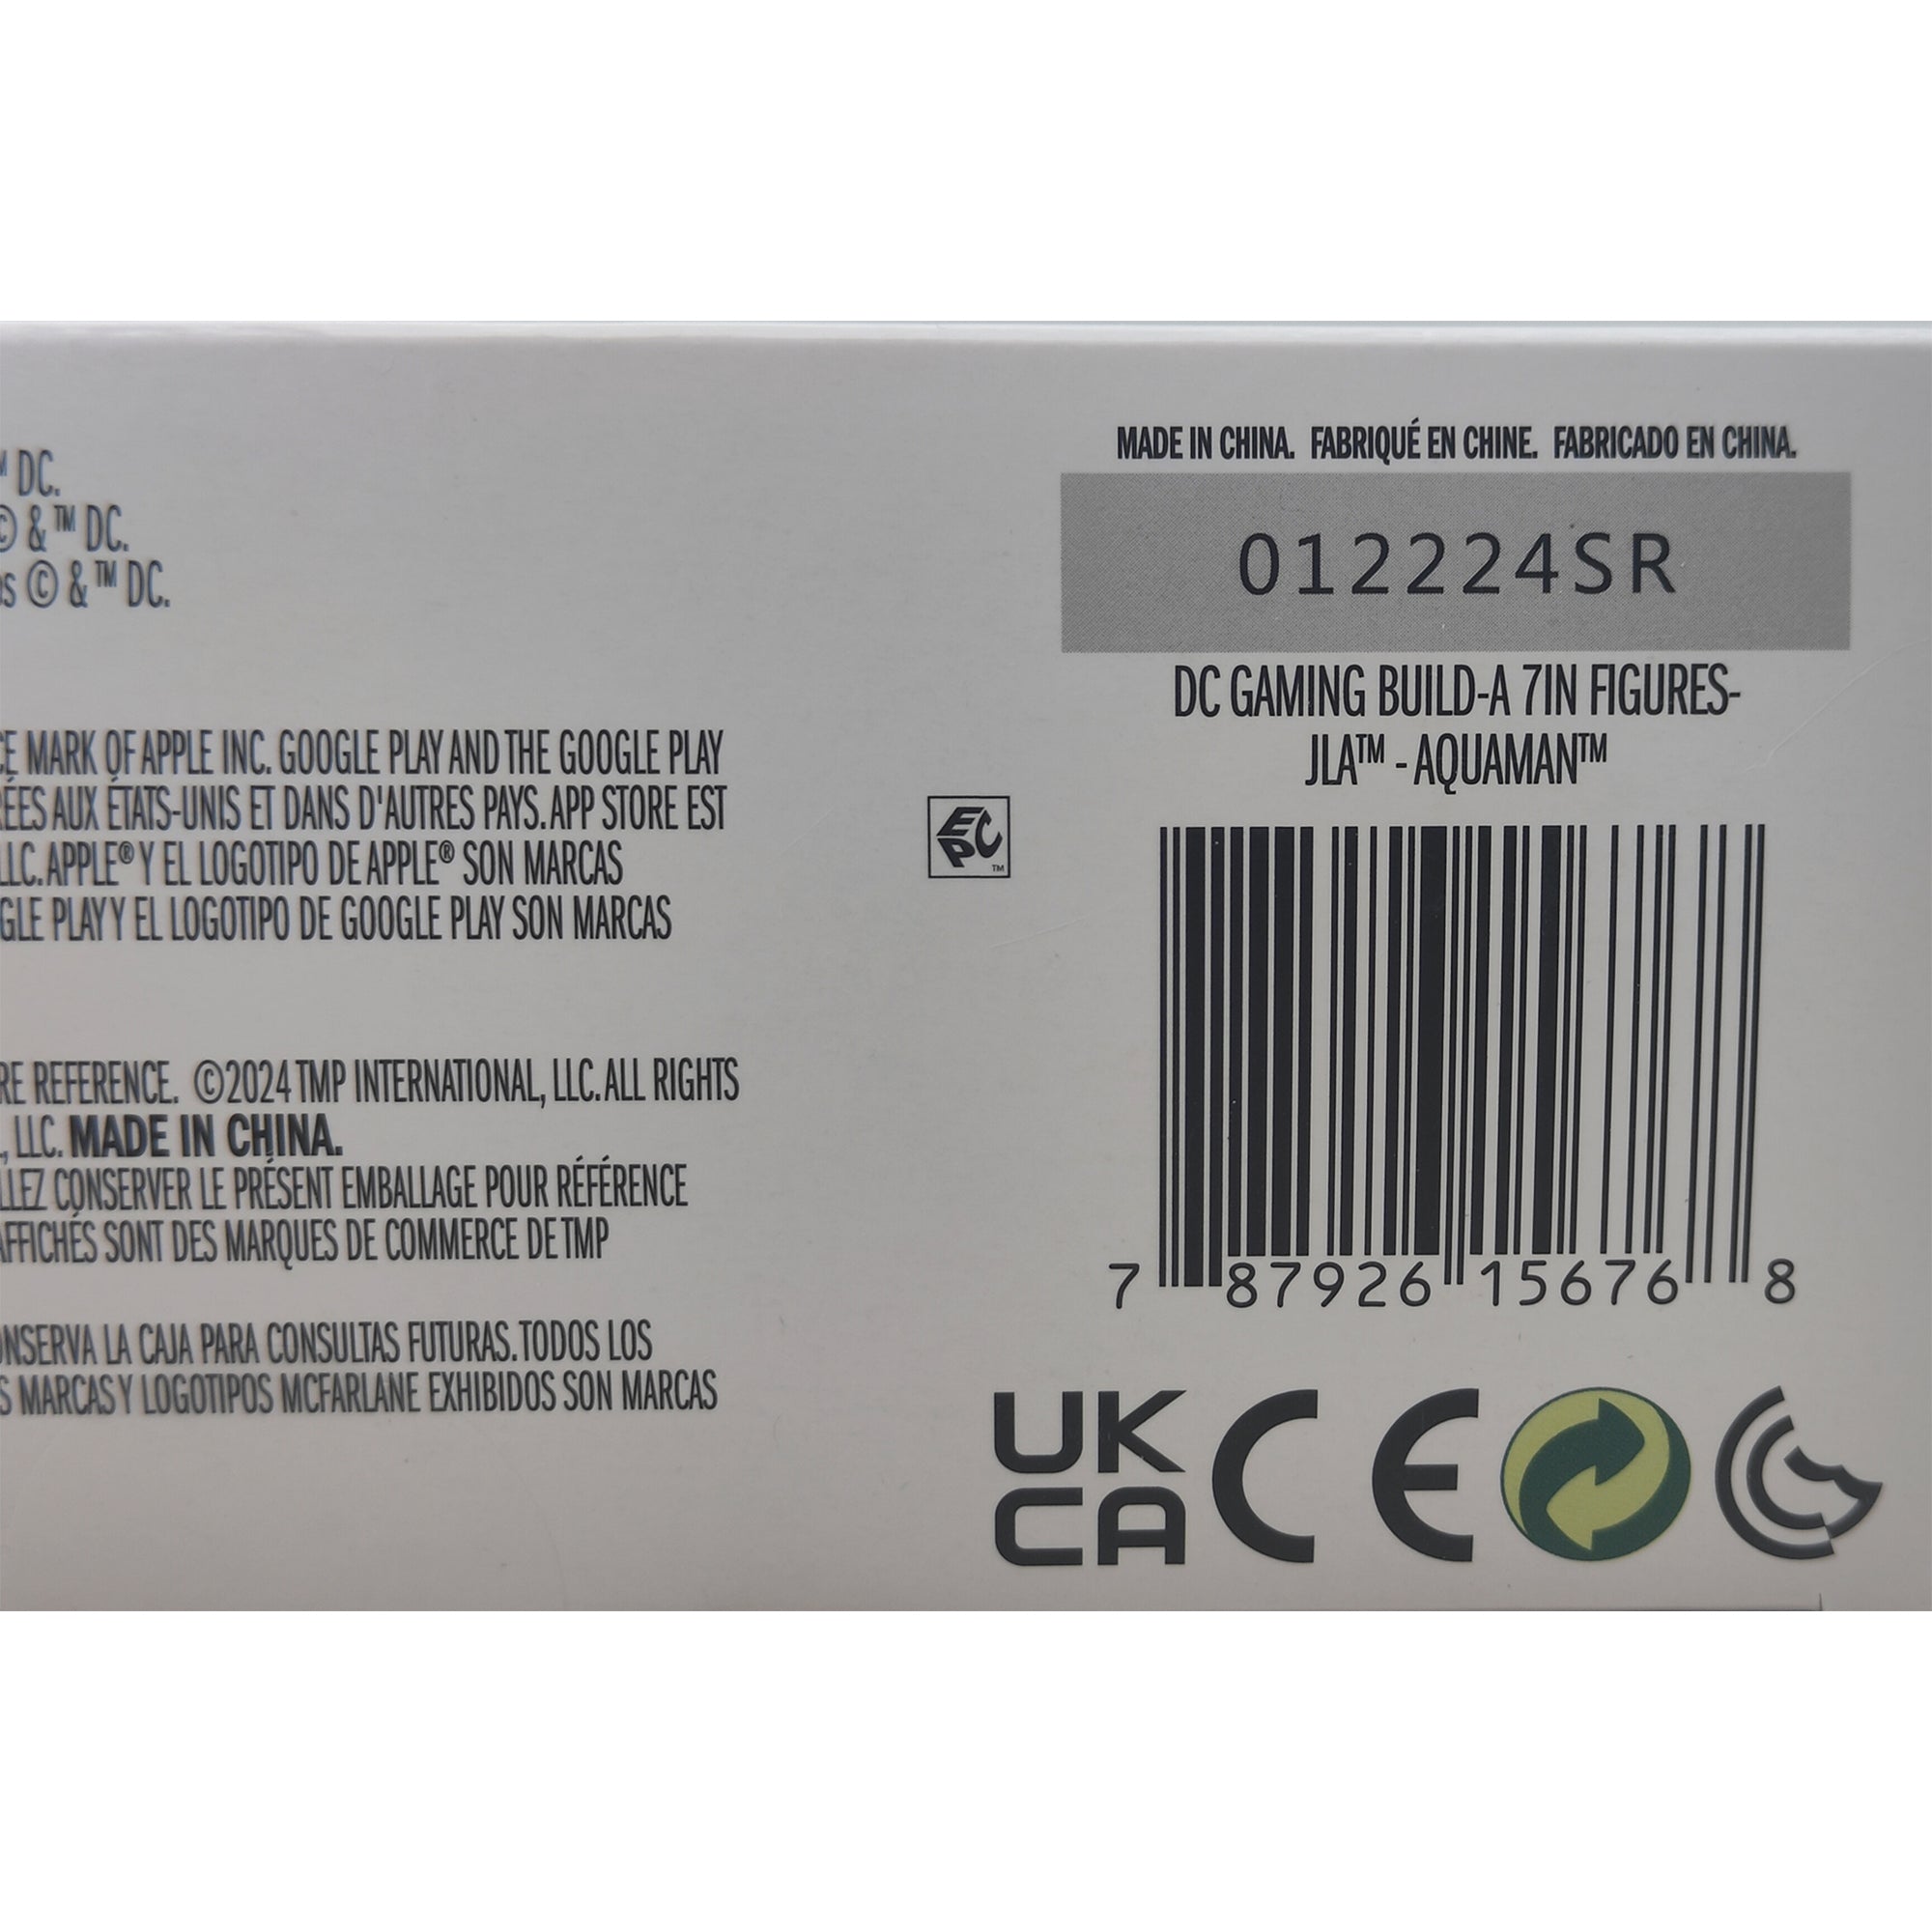 DC.
© & ™ DC.
© & ™ DC.
MARK OF APPLE INC. GOOGLE PLAY AND THE GOOGLE PLAY
AUX ÉTATS-UNIS ET DANS D'AUTRES PAYS. APP STORE EST
LLC. APPLE® Y EL LOGOTIPO DE APPLE® SON MARCAS
PLAY Y EL LOGOTIPO DE GOOGLE PLAY SON MARCAS
REFERENCE. ©2024 TMP INTERNATIONAL, LLC. ALL RIGHTS
, LLC. MADE IN CHINA.
CONSERVER LE PRÉSENT EMBALLAGE POUR RÉFÉRENCE
AFFICHÉS SONT DES MARQUES DE COMMERCE DE TMP
LA CAJA PARA CONSULTAS FUTURAS. TODOS LOS
MARCAS Y LOGOTIPOS MCFARLANE EXHIBIDOS SON MARCAS
EPC™
MADE IN CHINA. FABRIQUÉ EN CHINE. FABRICADO EN CHINA.
012224SR
DC GAMING BUILD-A 7IN FIGURES-
JLA™ - AQUAMAN™
7 87926 15676 8
UK
CA
CE